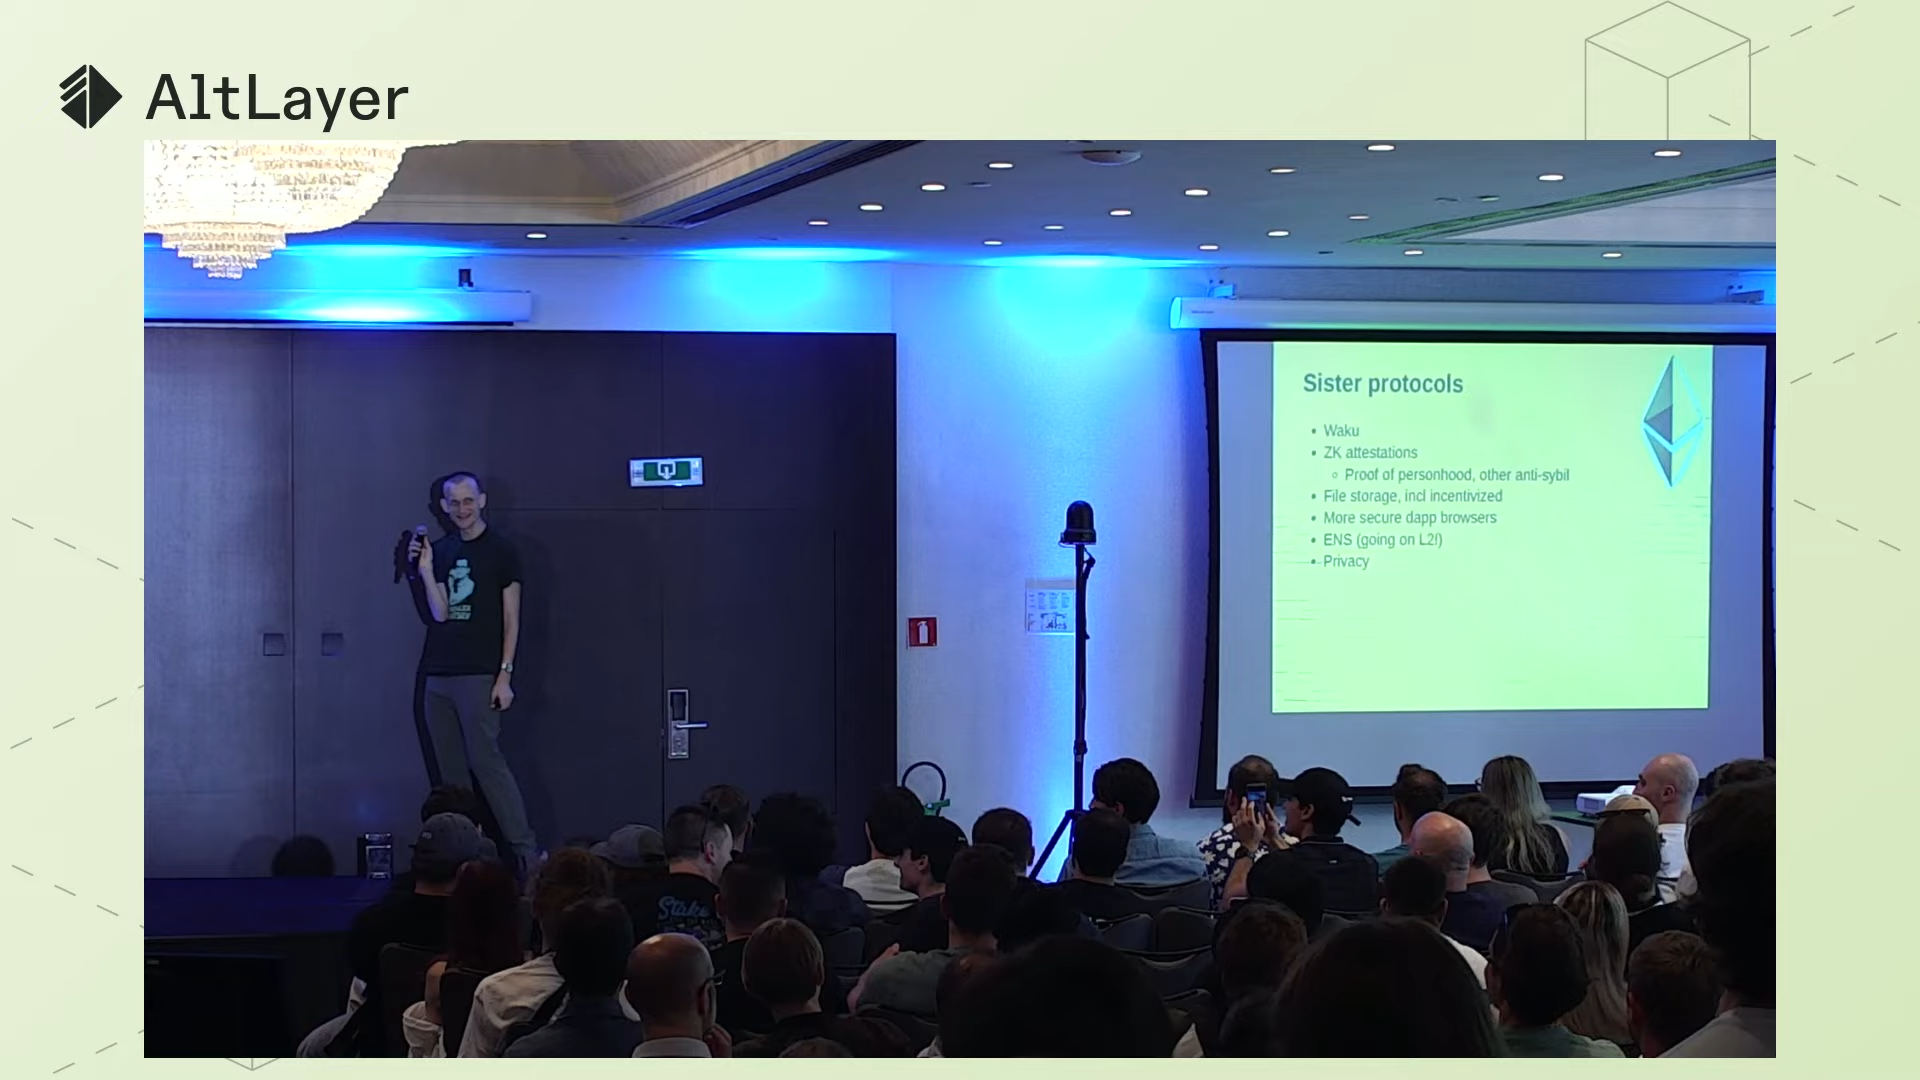 AltLayer
Sister protocols
• Waku
• ZK attestations
◦ Proof of personhood, other anti-sybil
• File storage, incl incentivized
• More secure dapp browsers
• ENS (going on L2!)
• Privacy
Stake